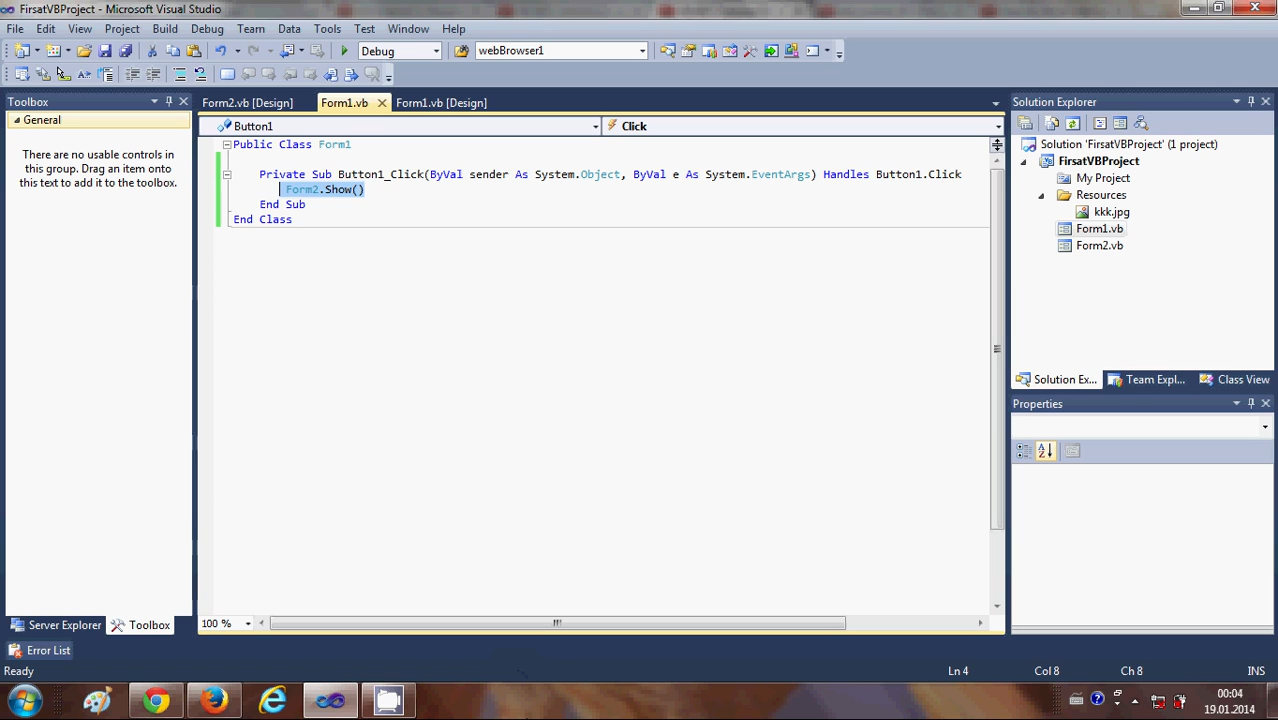 FirsatVBProject - Microsoft Visual Studio
File Edit View Project Build Debug Team Data Tools Test Window Help
Debug webBrowser1
Toolbox
General
There are no usable controls in
this group. Drag an item onto
this text to add it to the toolbox.
Server Explorer Toolbox
Form2.vb [Design] Form1.vb Form1.vb [Design]
Button1 Click
Public Class Form1
Private Sub Button1_Click(ByVal sender As System.Object, ByVal e As System.EventArgs) Handles Button1.Click
Form2.Show()
End Sub
End Class
100 %
Solution Explorer
Solution 'FirsatVBProject' (1 project)
FirsatVBProject
My Project
Resources
kkk.jpg
Form1.vb
Form2.vb
Solution Ex... Team Expl... Class View
Properties
Error List
Ready Ln 4 Col 8 Ch 8 INS
00:04
19.01.2014